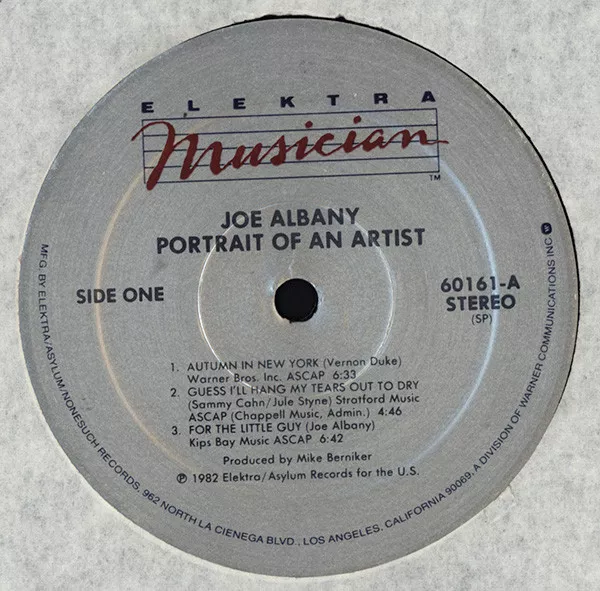 ELEKTRA
Musician
TM
JOE ALBANY
PORTRAIT OF AN ARTIST
SIDE ONE
60161-A
STEREO
(SP)
1. AUTUMN IN NEW YORK (Vernon Duke)
Warner Bros. Inc. ASCAP 6:33
2. GUESS I'LL HANG MY TEARS OUT TO DRY
(Sammy Cahn/Jule Styne) Stratford Music
ASCAP (Chappell Music, Admin.) 4:46
3. FOR THE LITTLE GUY (Joe Albany)
Kips Bay Music ASCAP 6:42
Produced by Mike Berniker
℗ 1982 Elektra/Asylum Records for the U.S.
MFG. BY ELEKTRA/ASYLUM/NONESUCH RECORDS, 962 NORTH LA CIENEGA BLVD., LOS ANGELES, CALIFORNIA 90069, A DIVISION OF WARNER COMMUNICATIONS INC